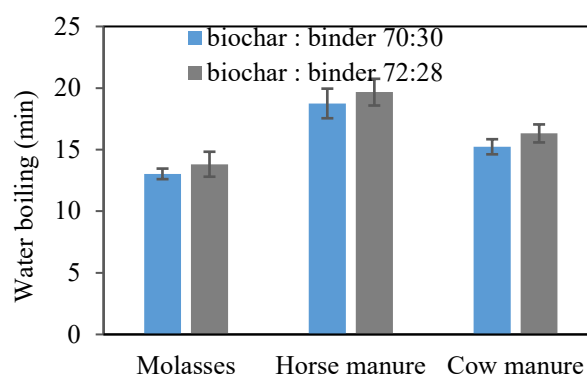 25
20
15
10
5
0
Water boiling (min)
biochar : binder 70:30
biochar : binder 72:28
Molasses Horse manure Cow manure